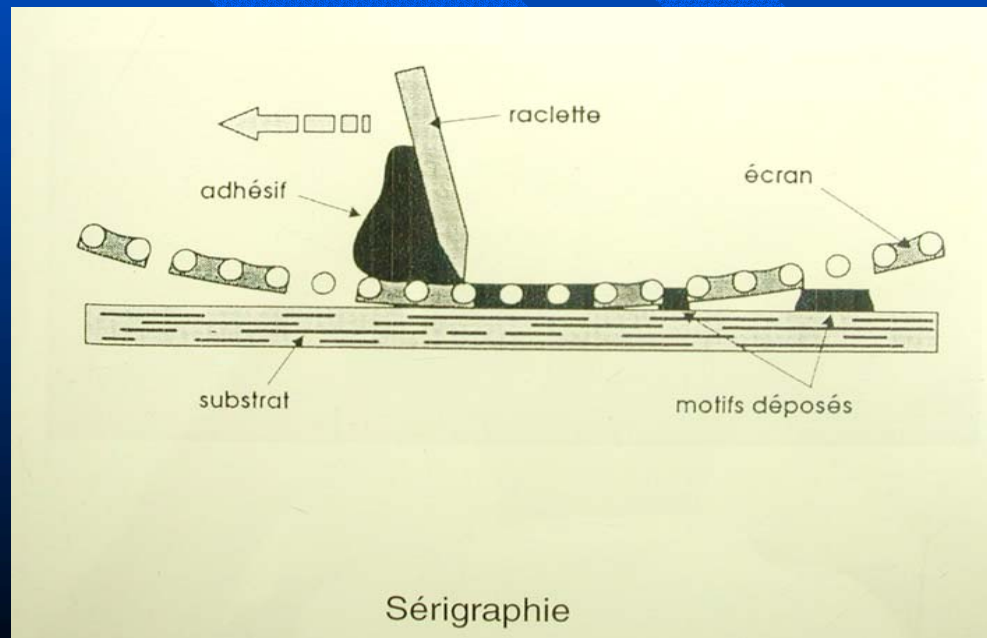 raclette
adhésif
écran
substrat
motifs déposés
Sérigraphie